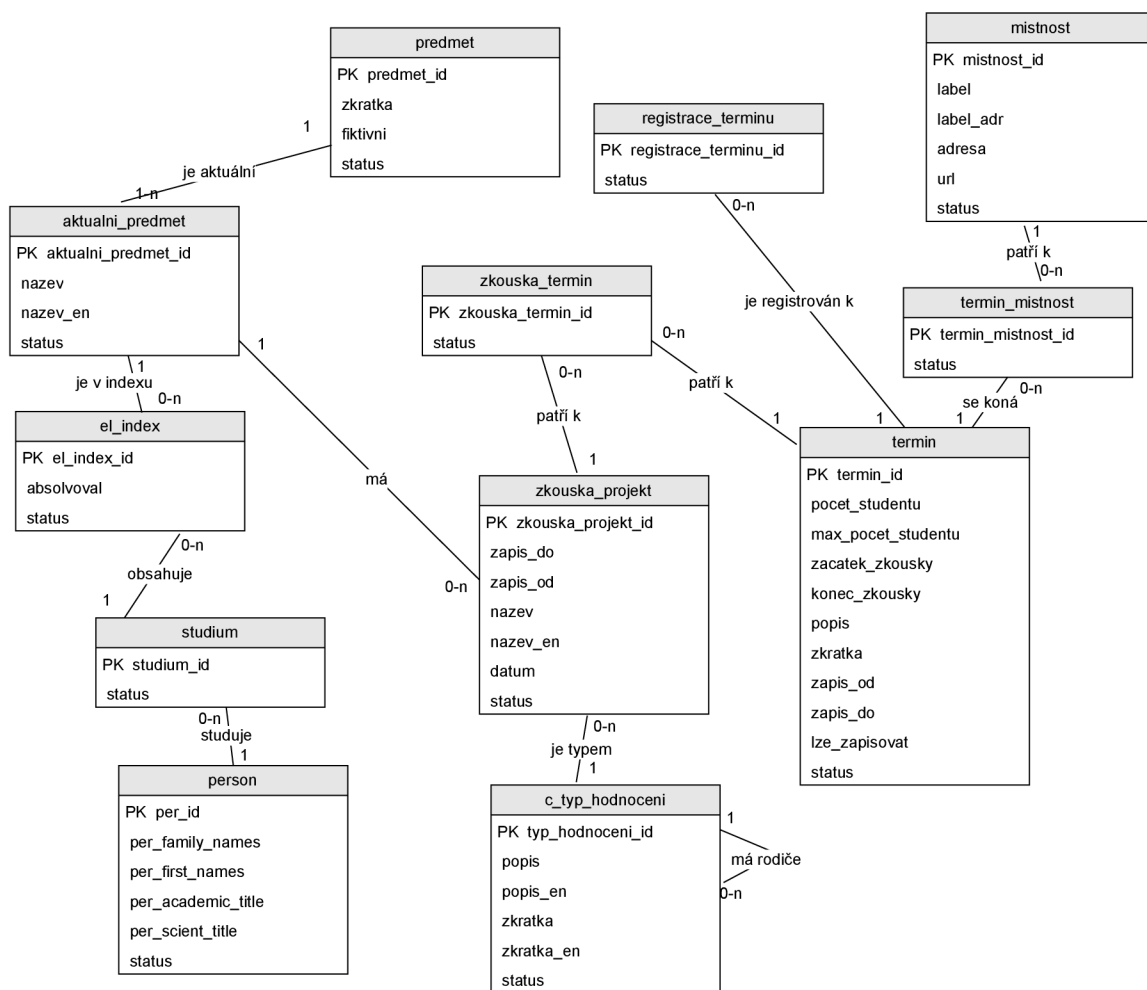 predmet
PK predmet_id
zkratka
fiktivni
status
mistnost
PK mistnost_id
label
label_adr
adresa
url
status
registrace_terminu
PK registrace_terminu_id
status
1
je aktuální
1-n
aktualni_predmet
PK aktualni_predmet_id
nazev
nazev_en
status
0-n
je registrován k
1
1
patří k
0-n
termin_mistnost
PK termin_mistnost_id
status
zkouska_termin
PK zkouska_termin_id
status
0-n
patří k
1
0-n
se koná
1
1
je v indexu
0-n
1
má
0-n
0-n
patří k
1
el_index
PK el_index_id
absolvoval
status
termin
PK termin_id
pocet_studentu
max_pocet_studentu
zacatek_zkousky
konec_zkousky
popis
zkratka
zapis_od
zapis_do
lze_zapisovat
status
zkouska_projekt
PK zkouska_projekt_id
zapis_do
zapis_od
nazev
nazev_en
datum
status
0-n
obsahuje
1
studium
PK studium_id
status
0-n
studuje
1
0-n
je typem
1
person
PK per_id
per_family_names
per_first_names
per_academic_title
per_scient_title
status
c_typ_hodnoceni
PK typ_hodnoceni_id
popis
popis_en
zkratka
zkratka_en
status
1
má rodiče
0-n